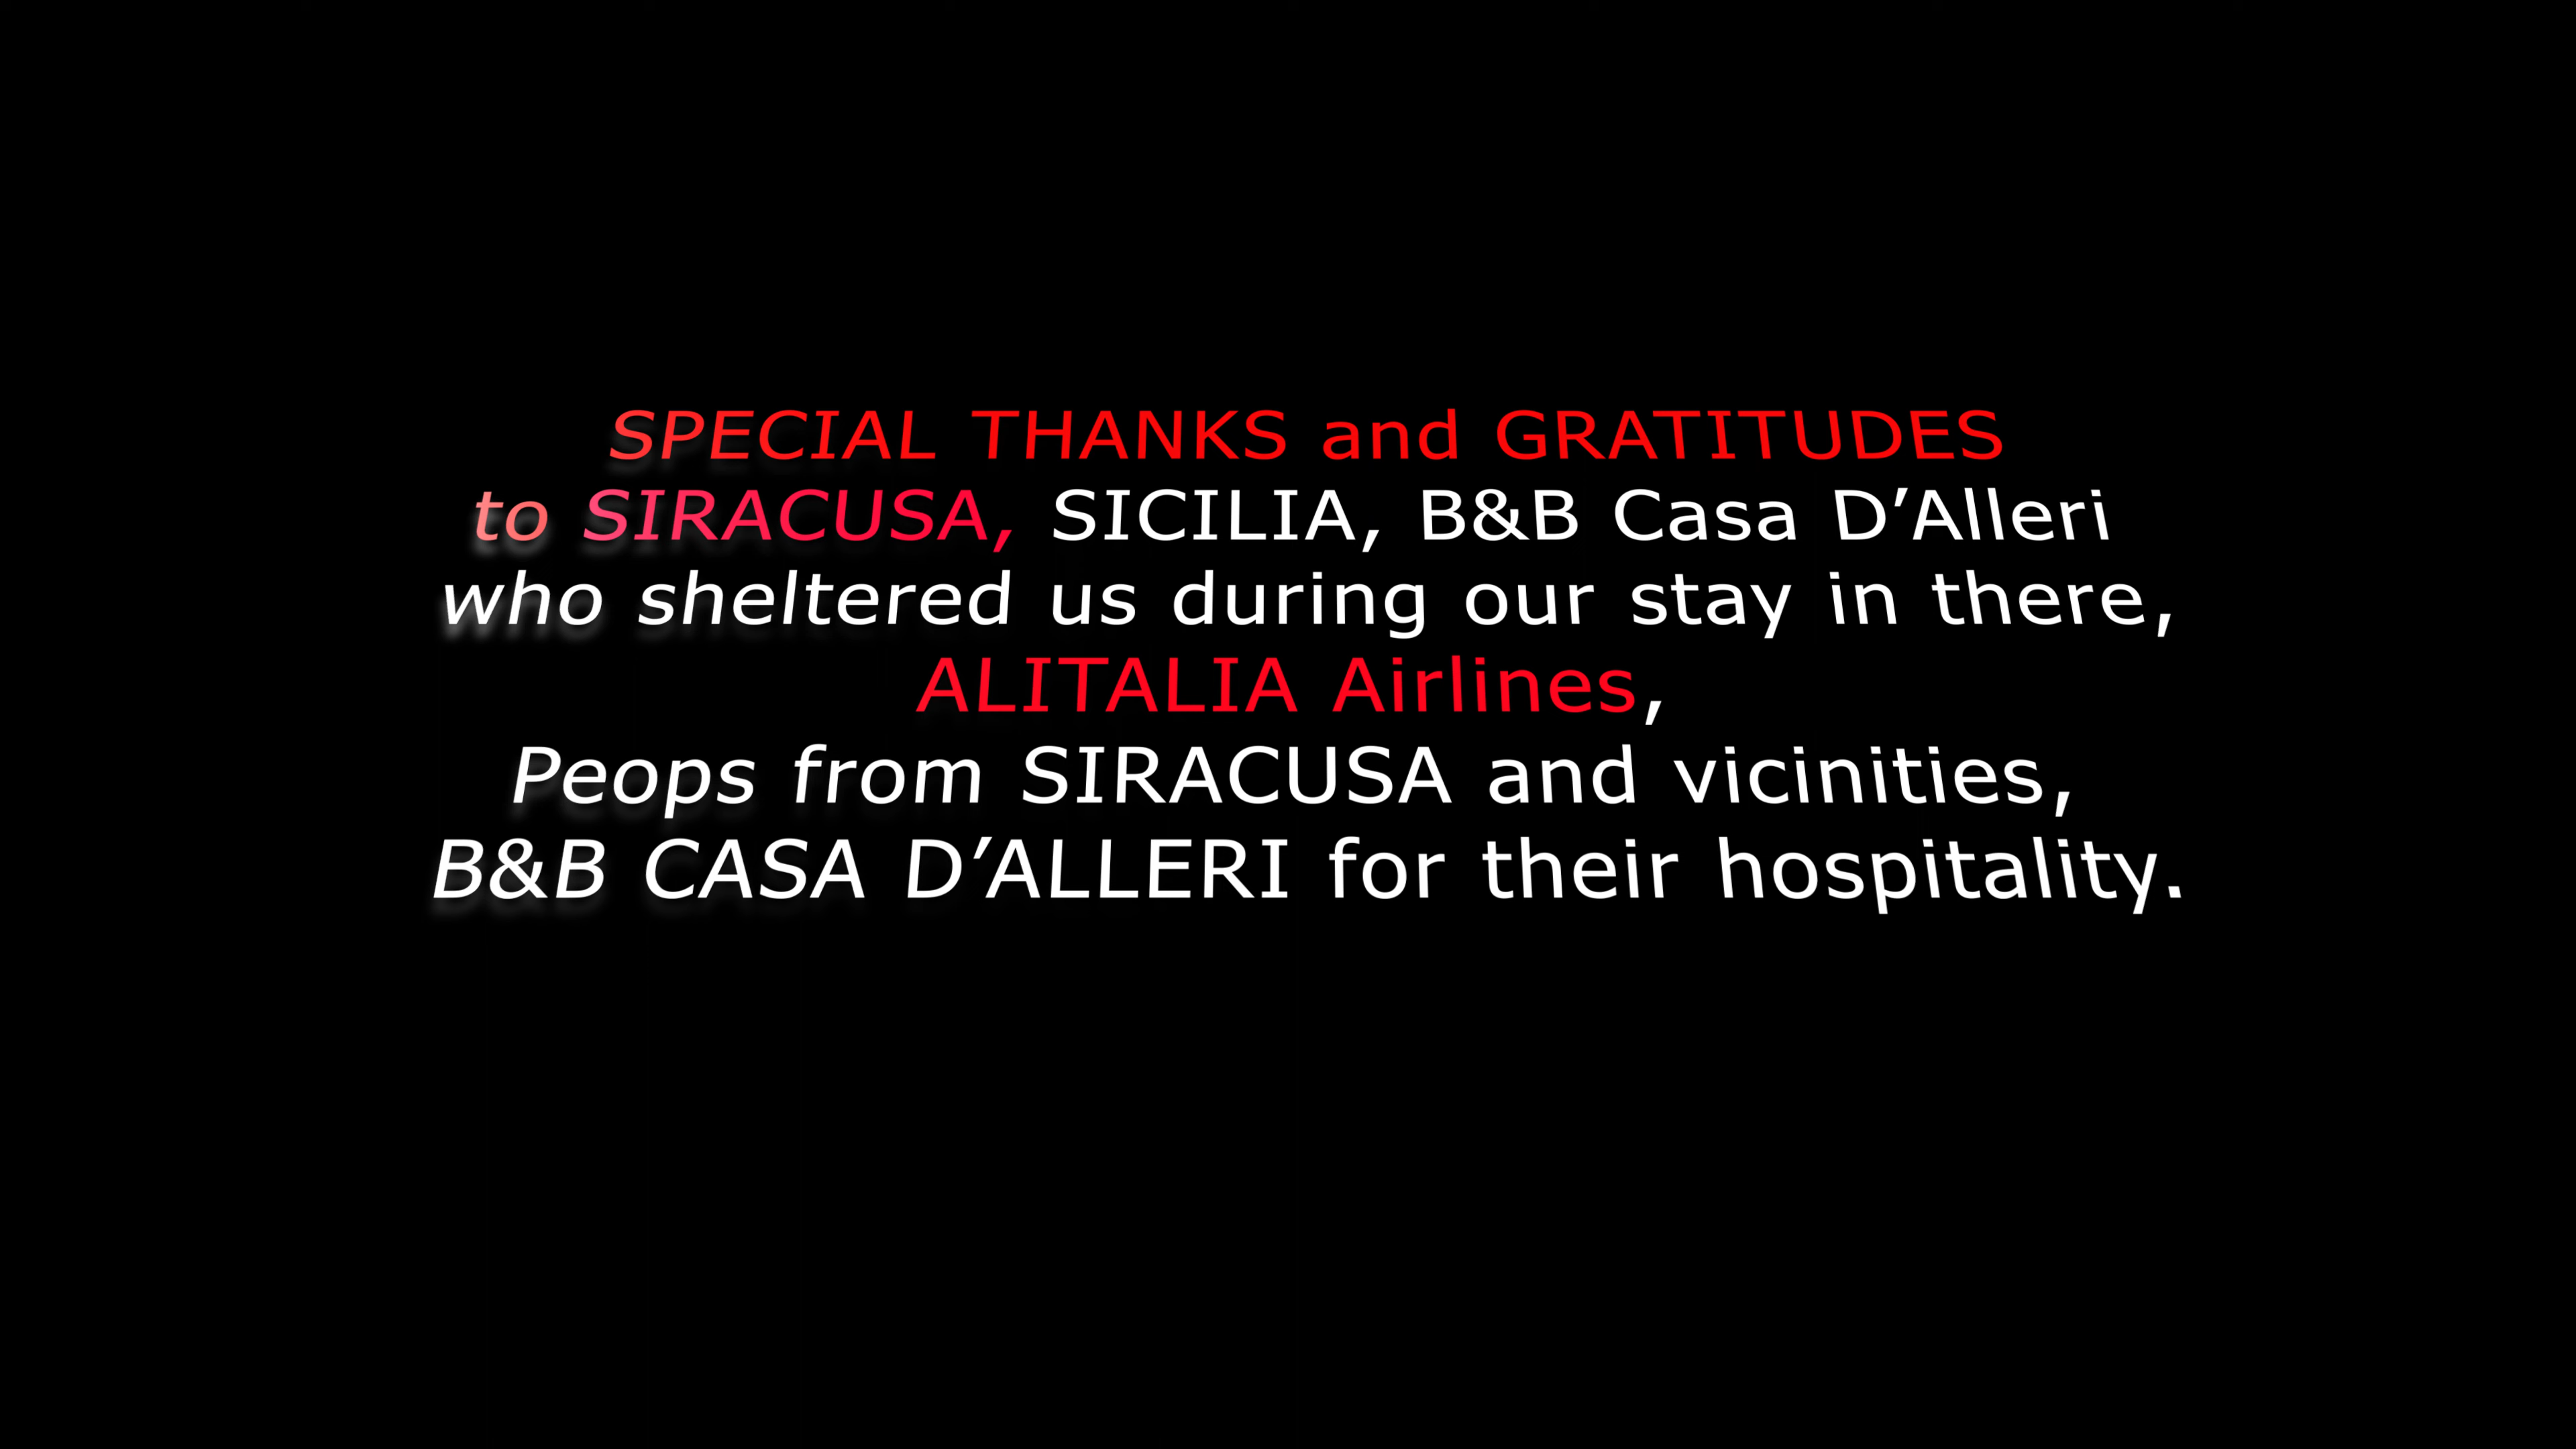 SPECIAL THANKS and GRATITUDES
to SIRACUSA, SICILIA, B&B Casa D’Alleri
who sheltered us during our stay in there,
ALITALIA Airlines,
Peops from SIRACUSA and vicinities,
B&B CASA D’ALLERI for their hospitality.